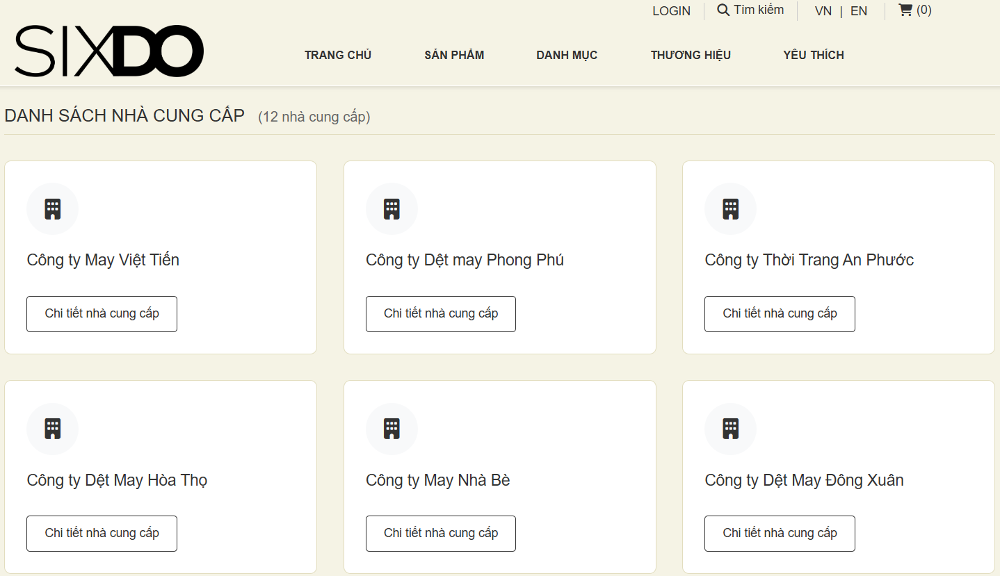 LOGIN Tìm kiếm VN | EN (0)
SIXDO
TRANG CHỦ SẢN PHẨM DANH MỤC THƯƠNG HIỆU YÊU THÍCH
DANH SÁCH NHÀ CUNG CẤP (12 nhà cung cấp)
Công ty May Việt Tiến
Chi tiết nhà cung cấp
Công ty Dệt may Phong Phú
Chi tiết nhà cung cấp
Công ty Thời Trang An Phước
Chi tiết nhà cung cấp
Công ty Dệt May Hòa Thọ
Chi tiết nhà cung cấp
Công ty May Nhà Bè
Chi tiết nhà cung cấp
Công ty Dệt May Đông Xuân
Chi tiết nhà cung cấp